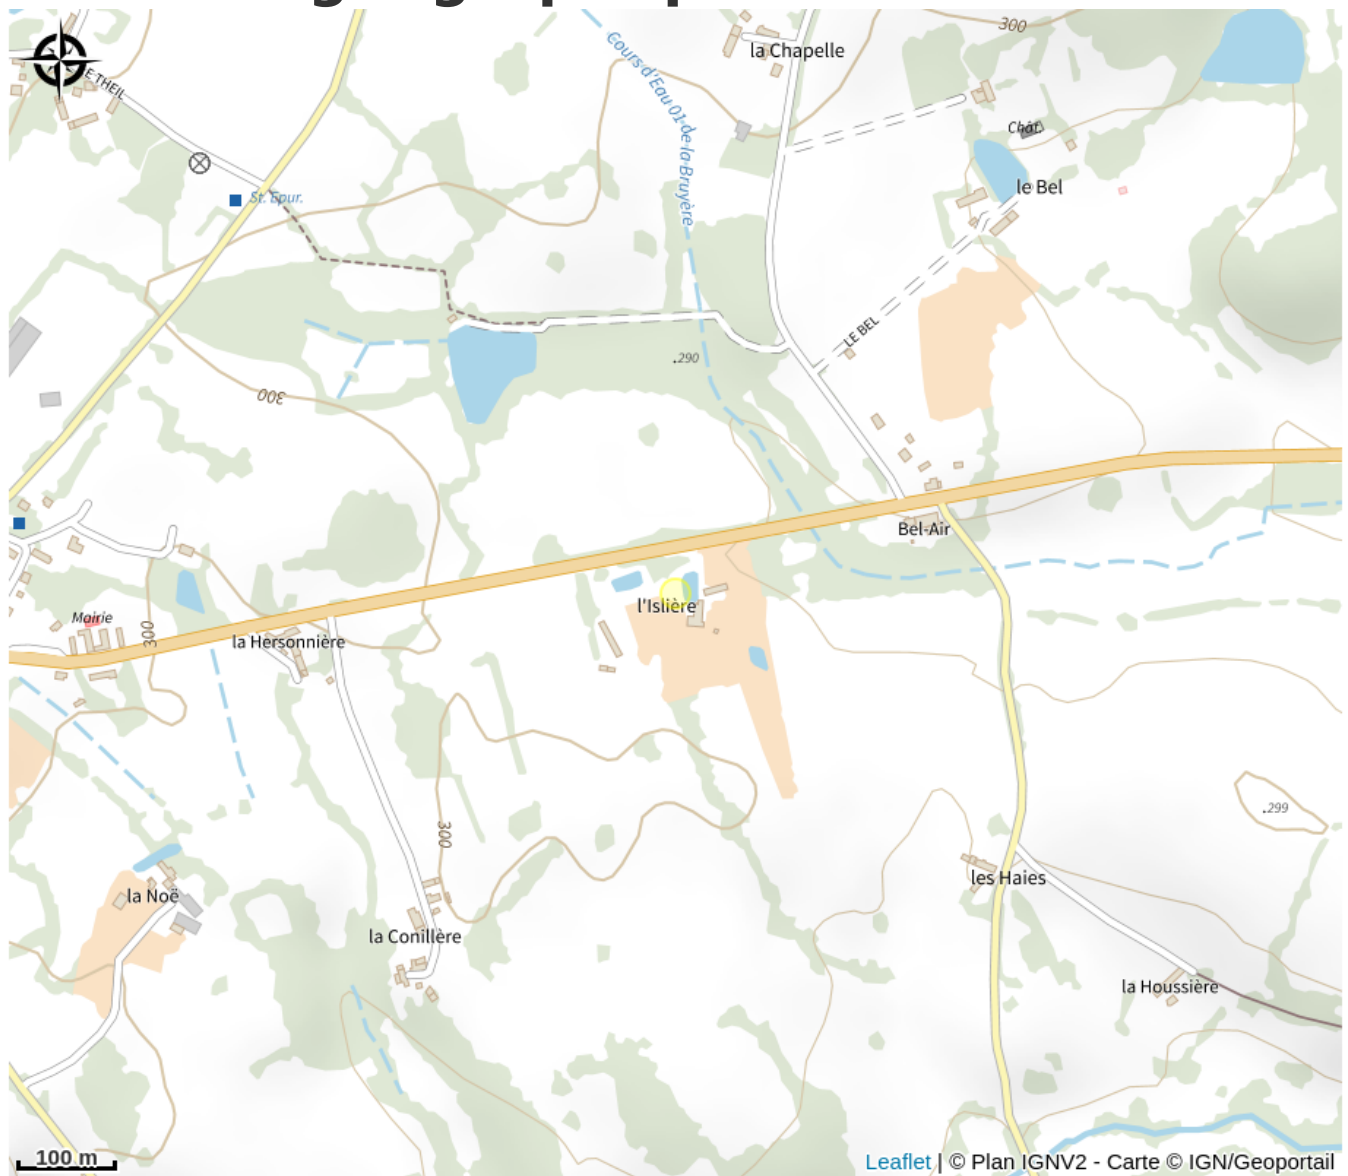 300
la Chapelle
Cours d'Eau 01 de la Bruyère
E THEIL
Chât.
le Bel
St. Epur.
LE BEL
.290
300
Bel-Air
l'Islière
Mairie
300
la Hersonnière
.299
300
les Haies
la Noë
la Conillère
la Houssière
100 m
Leaflet | © Plan IGNV2 - Carte © IGN/Geoportail